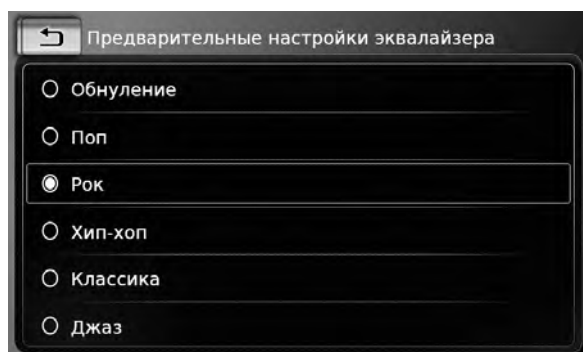 Предварительные настройки эквалайзера
Обнуление
Поп
Рок
Хип-хоп
Классика
Джаз